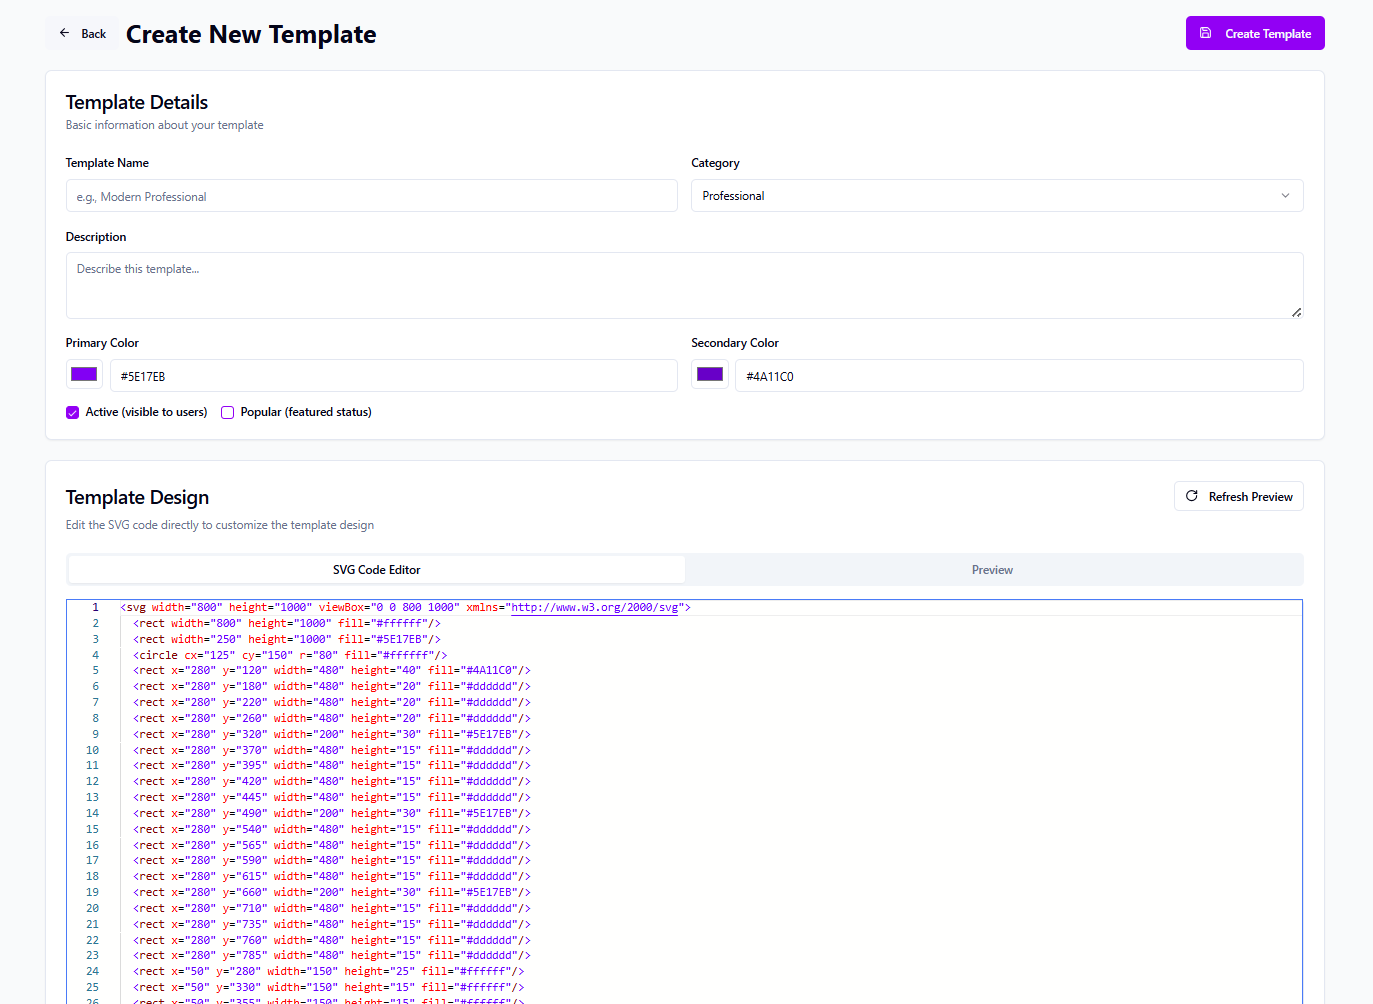 Back
Create New Template
Create Template
Template Details
Basic information about your template
Template Name
Category
e.g., Modern Professional
Professional
Description
Describe this template...
Primary Color
Secondary Color
#5E17EB
#4A11C0
Active (visible to users)
Popular (featured status)
Template Design
Refresh Preview
Edit the SVG code directly to customize the template design
SVG Code Editor
Preview
1 <svg width="800" height="1000" viewBox="0 0 800 1000" xmlns="http://www.w3.org/2000/svg">
2 <rect width="800" height="1000" fill="#ffffff"/>
3 <rect width="250" height="1000" fill="#5E17EB"/>
4 <circle cx="125" cy="150" r="80" fill="#ffffff"/>
5 <rect x="280" y="120" width="480" height="40" fill="#4A11C0"/>
6 <rect x="280" y="180" width="480" height="20" fill="#dddddd"/>
7 <rect x="280" y="220" width="480" height="20" fill="#dddddd"/>
8 <rect x="280" y="260" width="480" height="20" fill="#dddddd"/>
9 <rect x="280" y="320" width="200" height="30" fill="#5E17EB"/>
10 <rect x="280" y="370" width="480" height="15" fill="#dddddd"/>
11 <rect x="280" y="395" width="480" height="15" fill="#dddddd"/>
12 <rect x="280" y="420" width="480" height="15" fill="#dddddd"/>
13 <rect x="280" y="445" width="480" height="15" fill="#dddddd"/>
14 <rect x="280" y="490" width="200" height="30" fill="#5E17EB"/>
15 <rect x="280" y="540" width="480" height="15" fill="#dddddd"/>
16 <rect x="280" y="565" width="480" height="15" fill="#dddddd"/>
17 <rect x="280" y="590" width="480" height="15" fill="#dddddd"/>
18 <rect x="280" y="615" width="480" height="15" fill="#dddddd"/>
19 <rect x="280" y="660" width="200" height="30" fill="#5E17EB"/>
20 <rect x="280" y="710" width="480" height="15" fill="#dddddd"/>
21 <rect x="280" y="735" width="480" height="15" fill="#dddddd"/>
22 <rect x="280" y="760" width="480" height="15" fill="#dddddd"/>
23 <rect x="280" y="785" width="480" height="15" fill="#dddddd"/>
24 <rect x="50" y="280" width="150" height="25" fill="#ffffff"/>
25 <rect x="50" y="330" width="150" height="15" fill="#ffffff"/>
26 <rect x="50" y="355" width="150" height="15" fill="#ffffff"/>